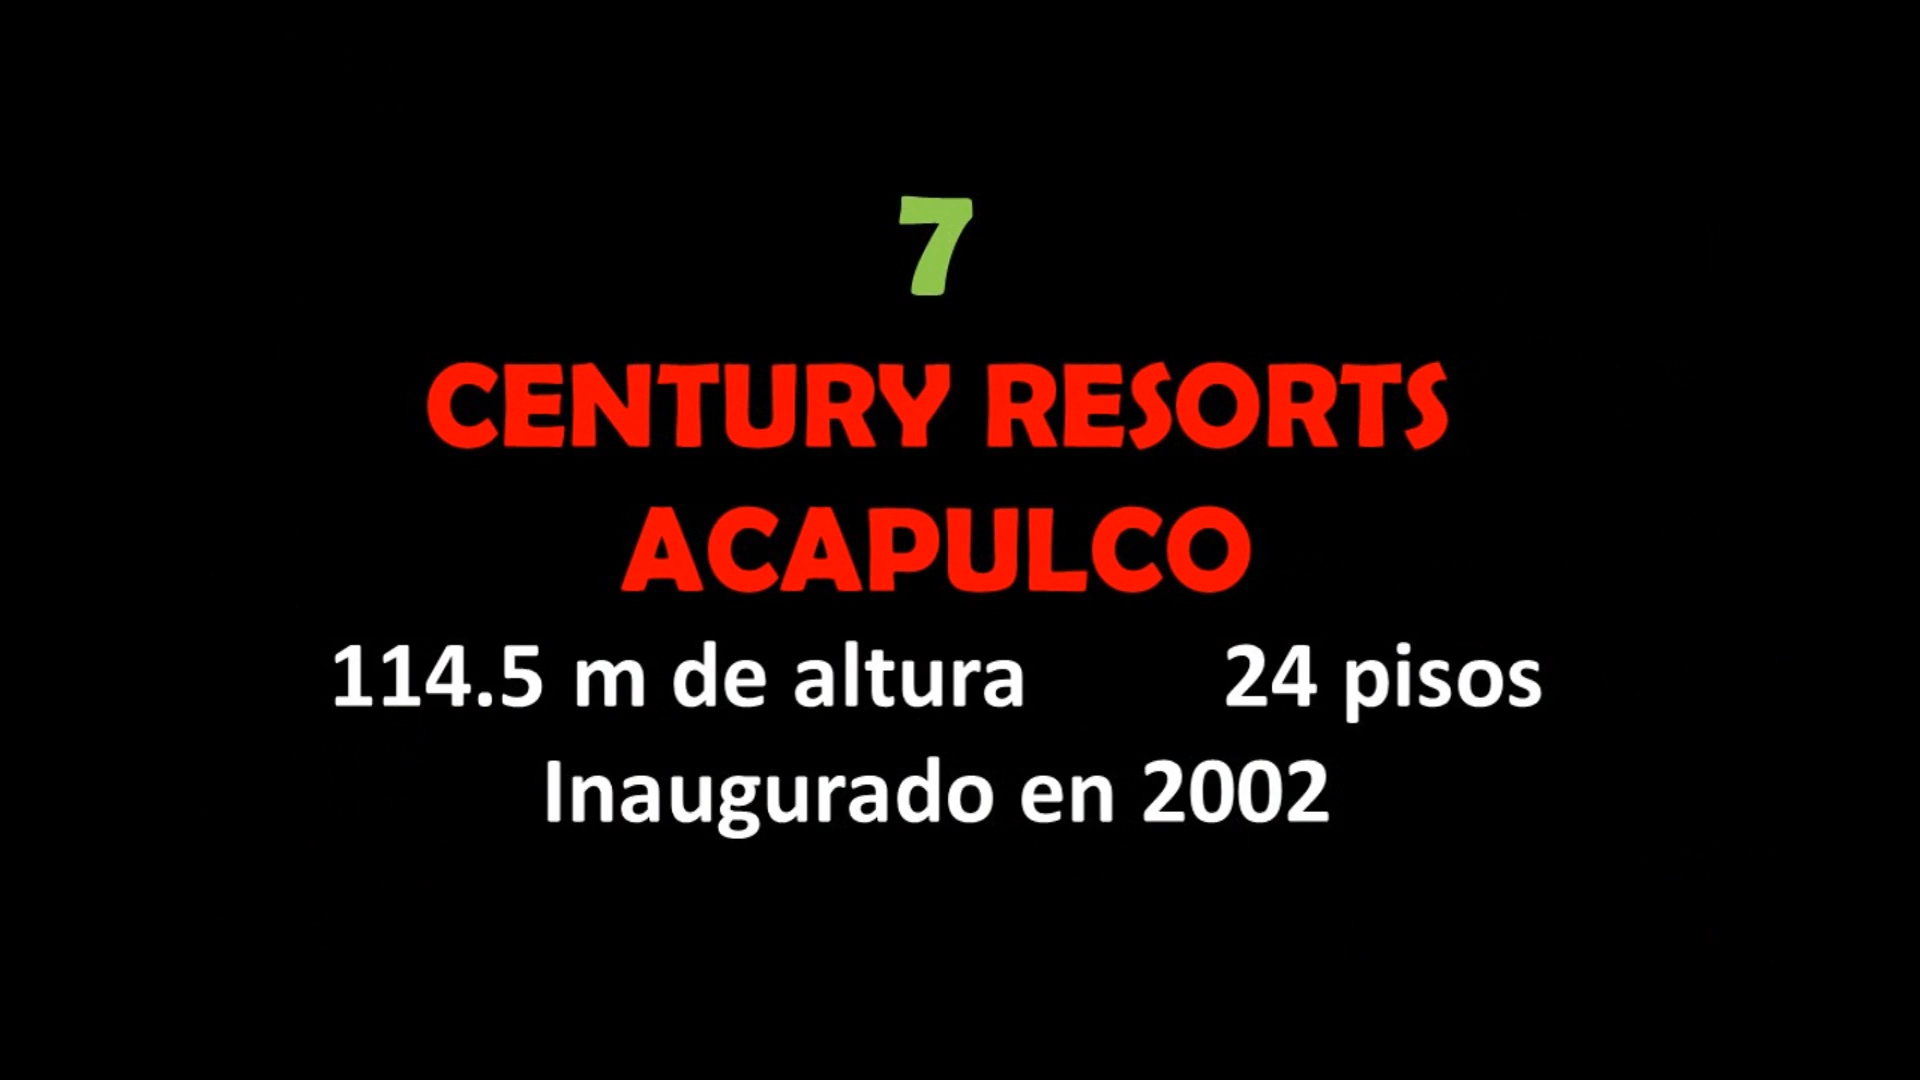 7
CENTURY RESORTS
ACAPULCO
114.5 m de altura 24 pisos
Inaugurado en 2002